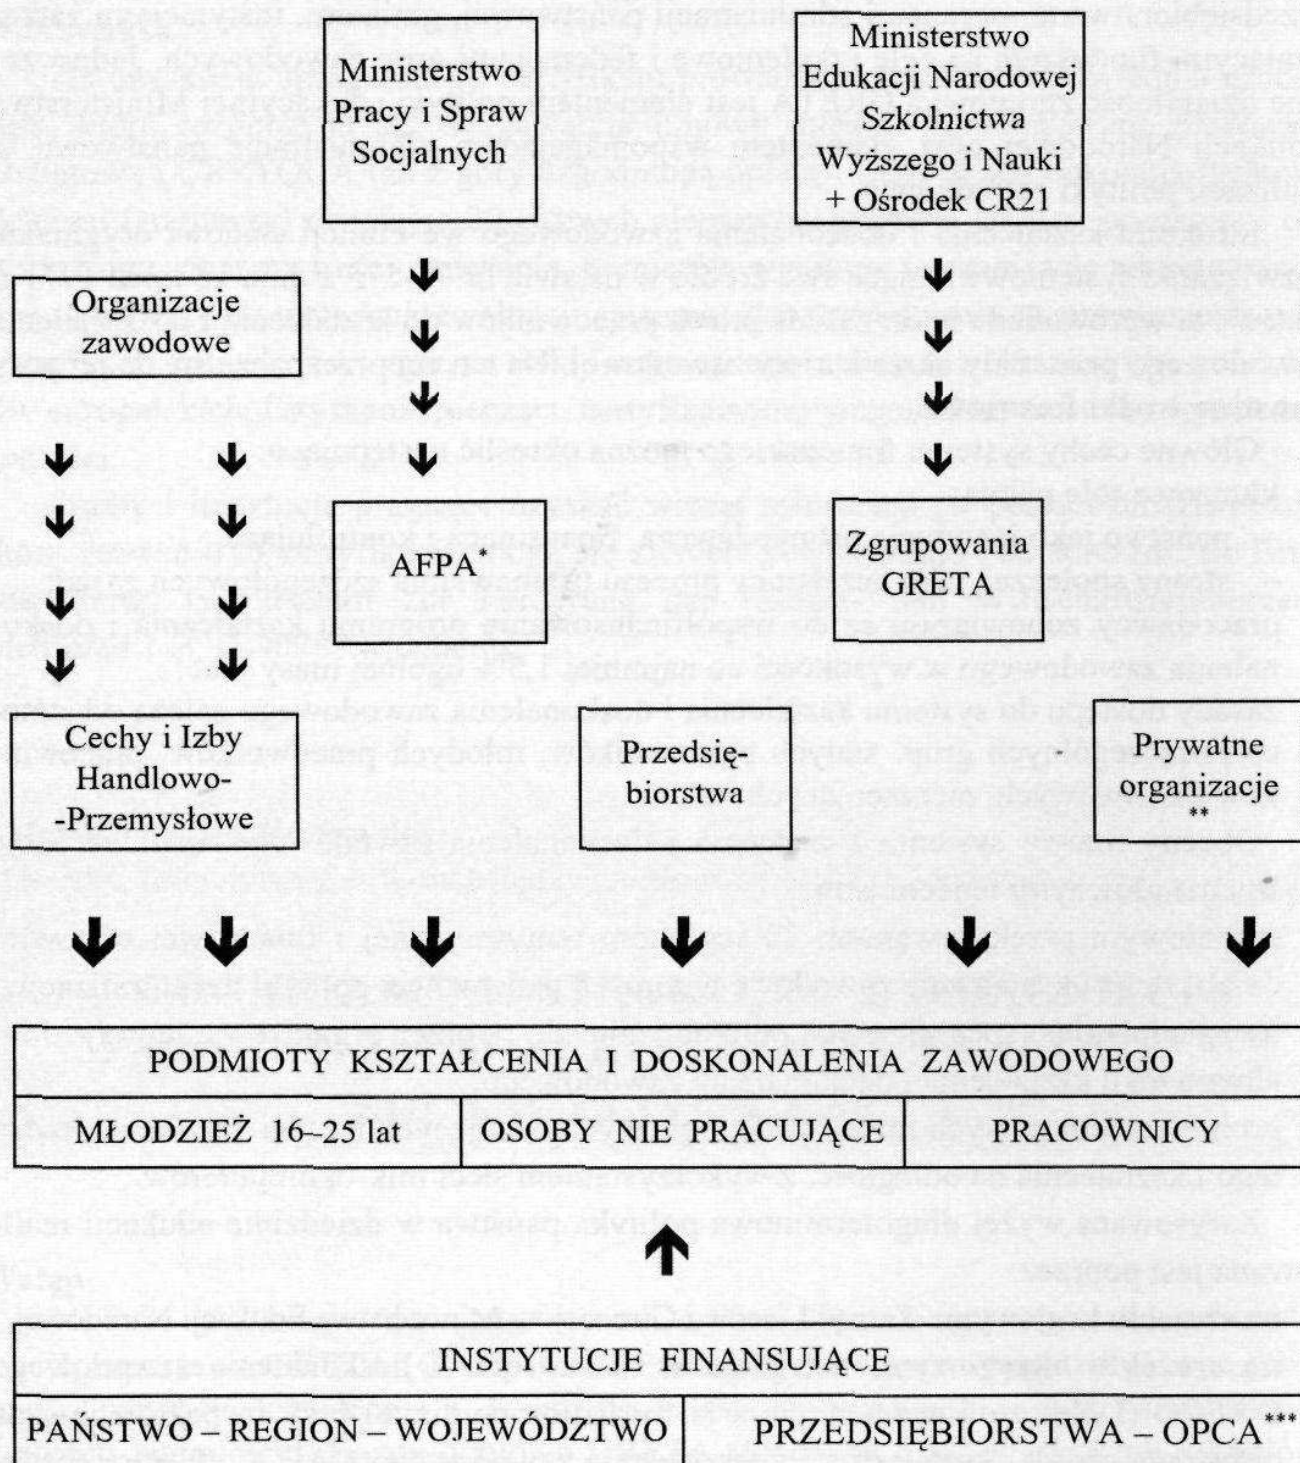 Ministerstwo
Pracy i Spraw
Socjalnych
Ministerstwo
Edukacji Narodowej
Szkolnictwa
Wyższego i Nauki
+ Ośrodek CR21
Organizacje
zawodowe
AFPA*
Zgrupowania
GRETA
Cechy i Izby
Handlowo-
-Przemysłowe
Przedsię-
biorstwa
Prywatne
organizacje
**
PODMIOTY KSZTAŁCENIA I DOSKONALENIA ZAWODOWEGO
MŁODZIEŻ 16–25 lat
OSOBY NIE PRACUJĄCE
PRACOWNICY
INSTYTUCJE FINANSUJĄCE
PAŃSTWO – REGION – WOJEWÓDZTWO
PRZEDSIĘBIORSTWA – OPCA***